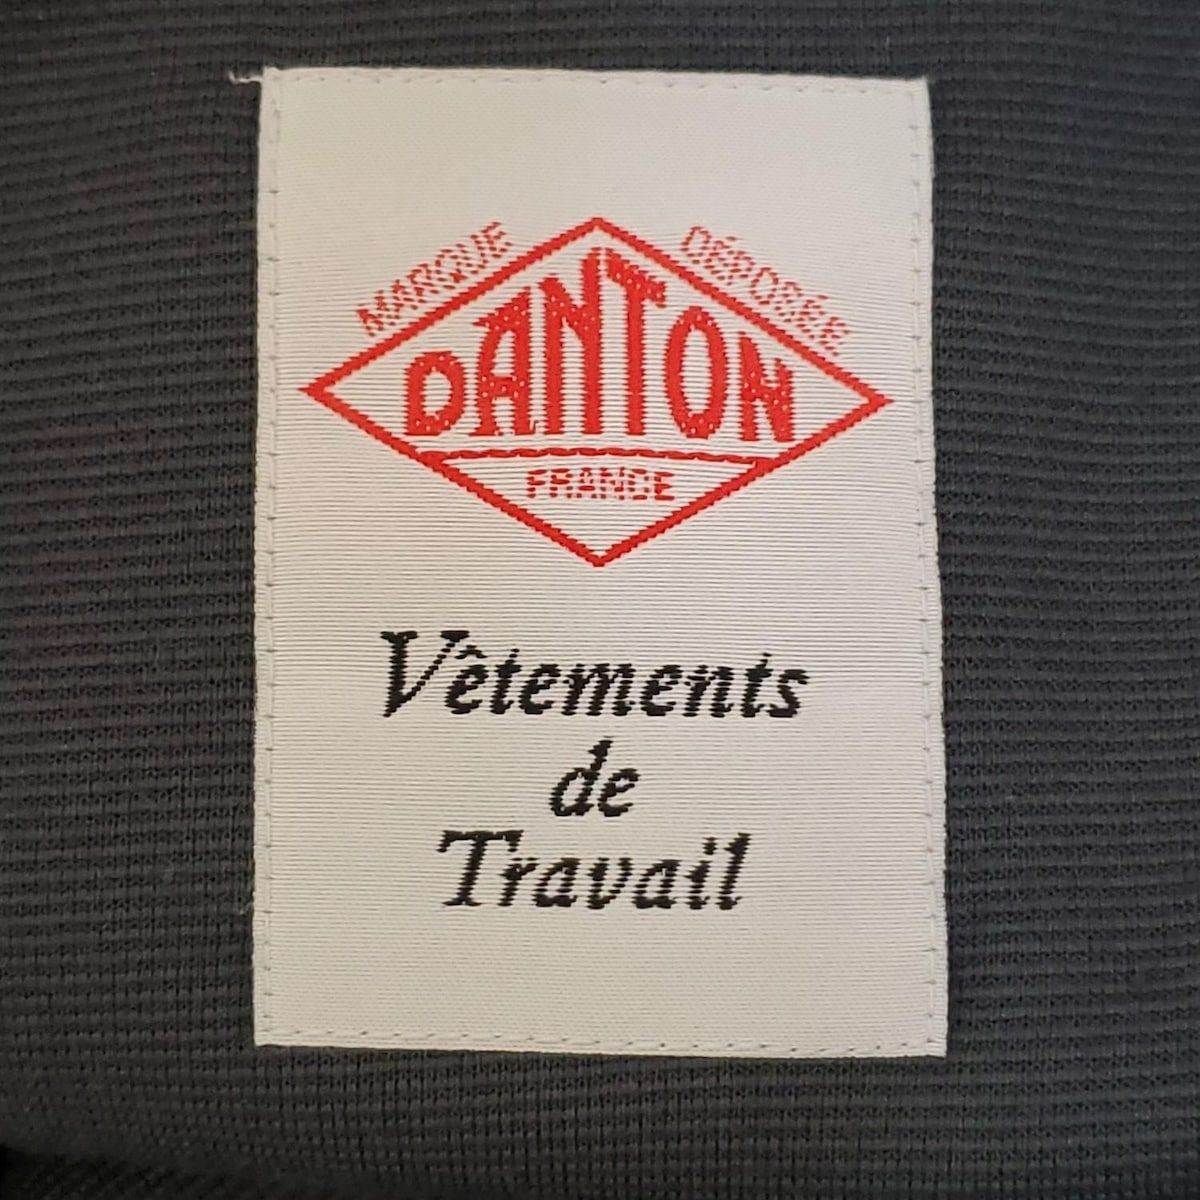 MARQUE DÉPOSÉE
DANTON
FRANCE
Vêtements
de
Travail